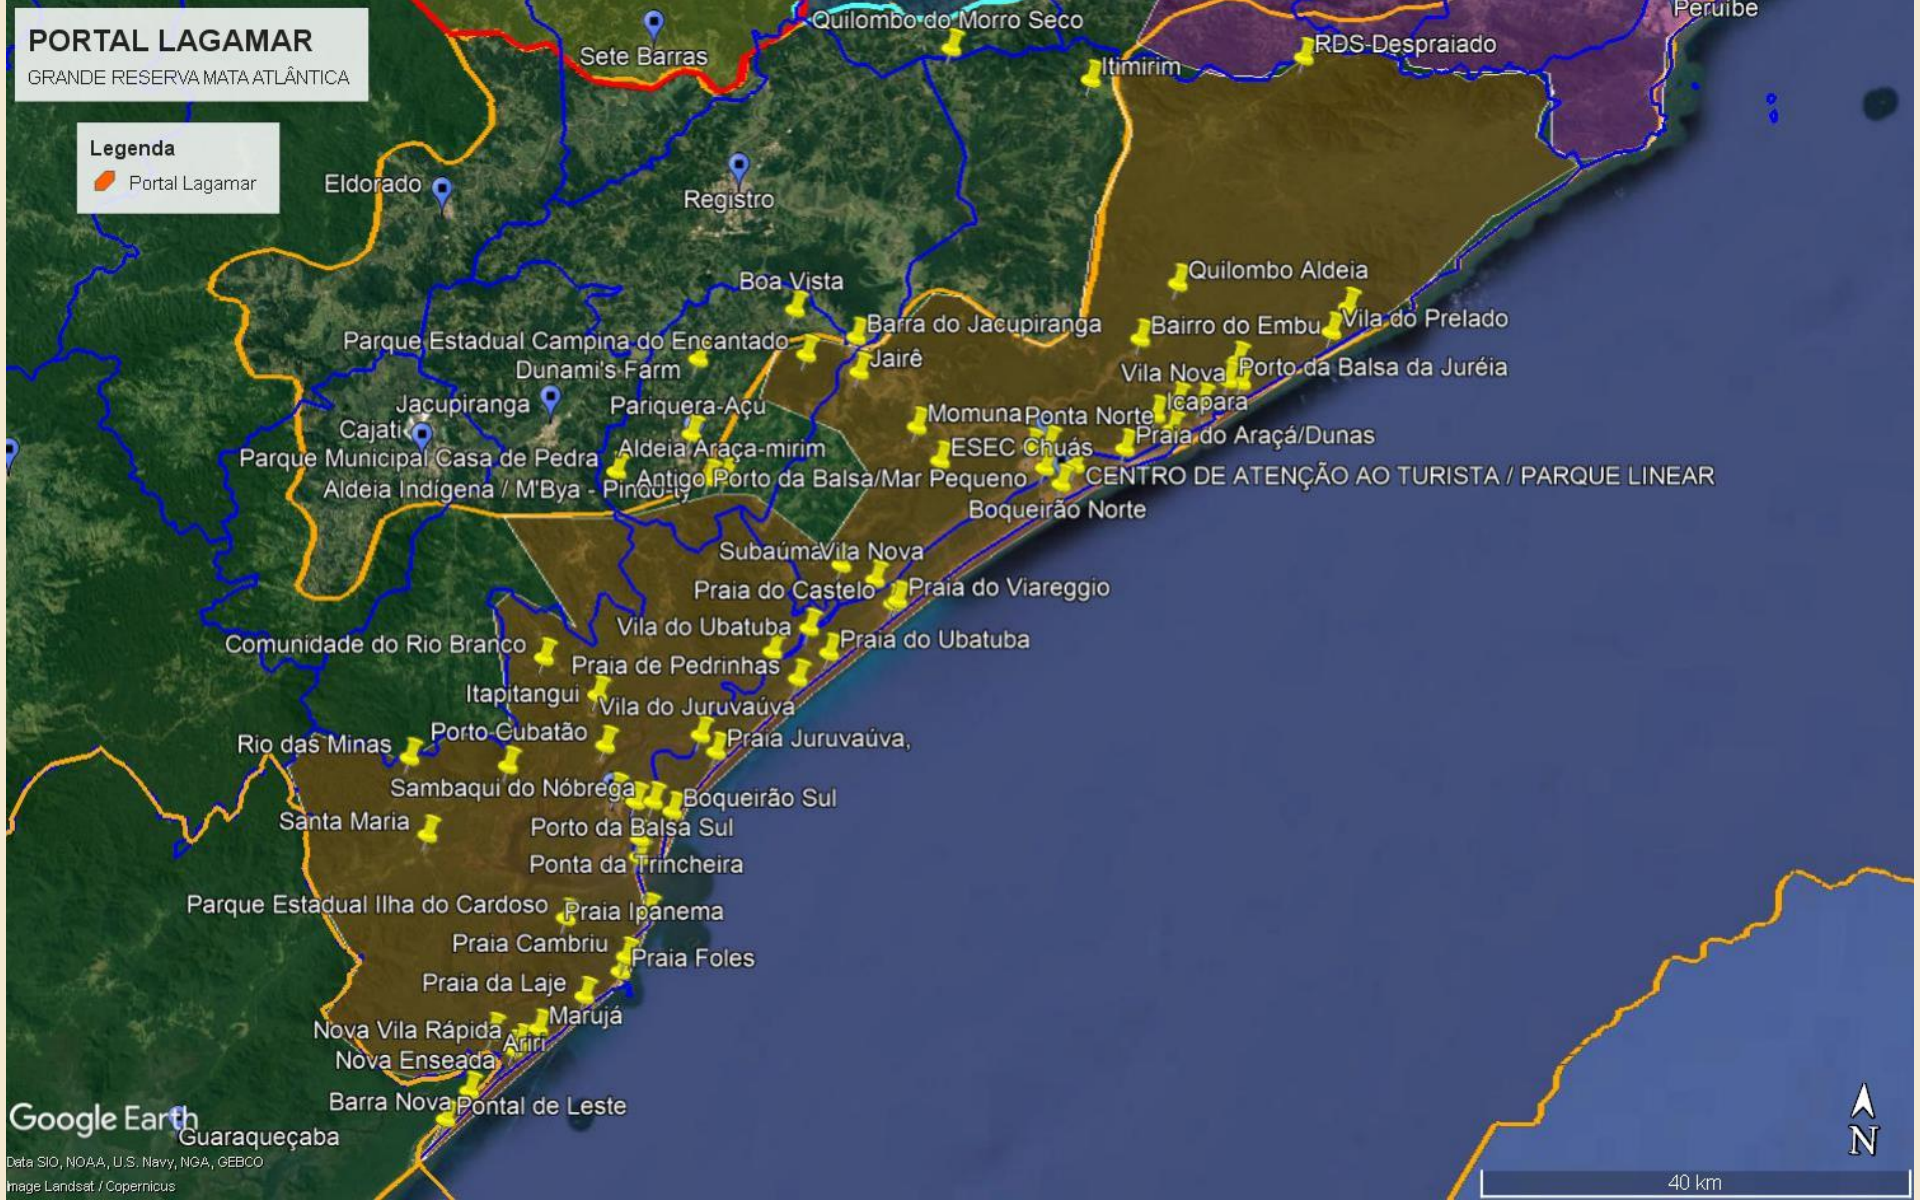 PORTAL LAGAMAR
GRANDE RESERVA MATA ATLÂNTICA
Legenda
Portal Lagamar
Peruíbe
Quilombo do Morro Seco
RDS-Despraiado
Sete Barras
Itimirim
Eldorado
Registro
Quilombo Aldeia
Boa Vista
Vila do Prelado
Barra do Jacupiranga
Bairro do Embu
Parque Estadual Campina do Encantado
Jairê
Dunami's Farm
Vila Nova
Porto da Balsa da Juréia
Jacupiranga
Pariquera-Açu
Icapara
Momuna
Ponta Norte
Cajati
Praia do Araçá/Dunas
Aldeia Araça-mirim
ESEC Chuás
Parque Municipal Casa de Pedra
Antigo Porto da Balsa/Mar Pequeno
CENTRO DE ATENÇÃO AO TURISTA / PARQUE LINEAR
Aldeia Indígena / M'Bya - Pindo-ty
Boqueirão Norte
Subaúma
Vila Nova
Praia do Castelo
Praia do Viareggio
Vila do Ubatuba
Praia do Ubatuba
Comunidade do Rio Branco
Praia de Pedrinhas
Itapitangui
Vila do Juruvaúva
Porto Cubatão
Praia Juruvaúva,
Rio das Minas
Sambaqui do Nóbrega
Boqueirão Sul
Santa Maria
Porto da Balsa Sul
Ponta da Trincheira
Parque Estadual Ilha do Cardoso
Praia Ipanema
Praia Cambriu
Praia Foles
Praia da Laje
Marujá
Nova Vila Rápida
Ariri
Nova Enseada
Barra Nova
Pontal de Leste
Google Earth
Guaraqueçaba
Data SIO, NOAA, U.S. Navy, NGA, GEBCO
Image Landsat / Copernicus
N
40 km